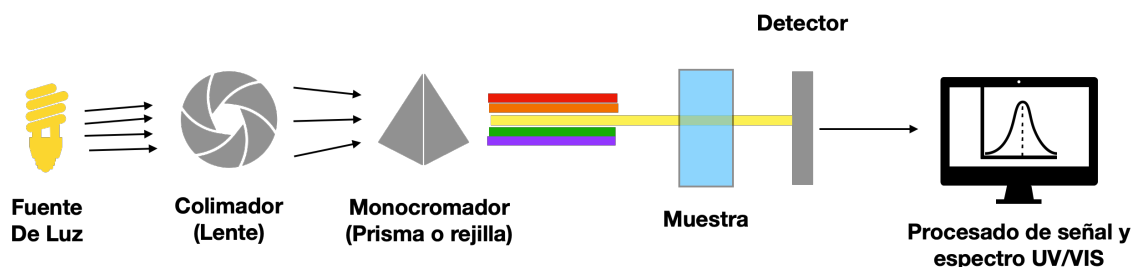 Detector
Fuente
De Luz
Colimador
(Lente)
Monocromador
(Prisma o rejilla)
Muestra
Procesado de señal y
espectro UV/VIS